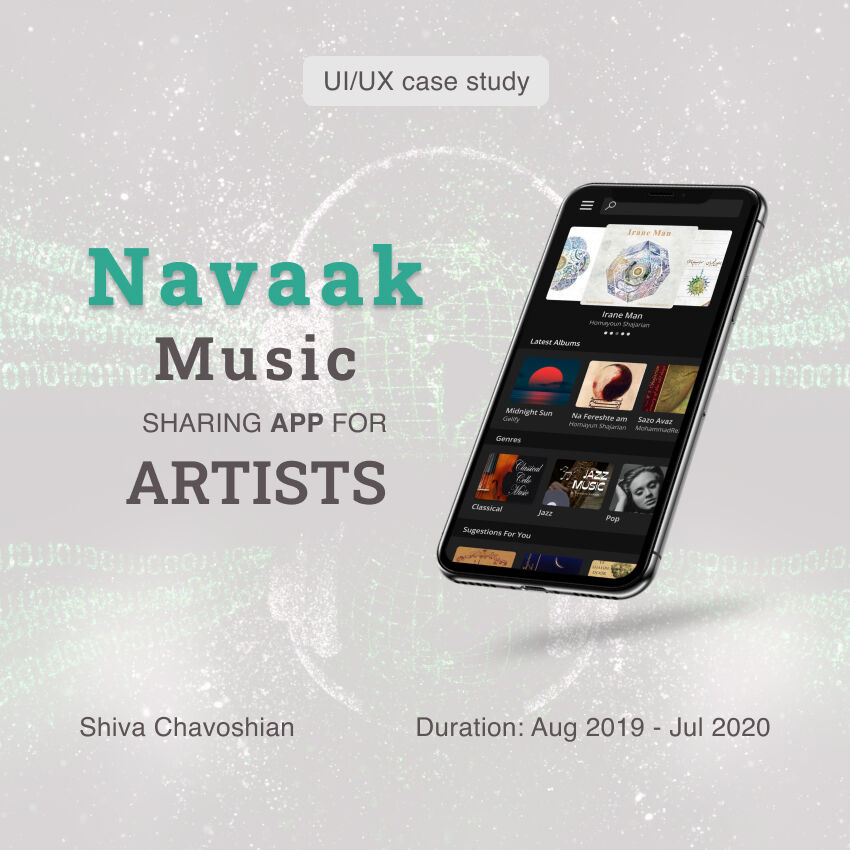 UI/UX case study
Navaak
Music
SHARING APP FOR
ARTISTS
Irane Man
Irane Man
Homayoun Shajarian
Latest Albums
Midnight Sun
Na Fereshte am
Homayun Shajarian
Sazo Avaz
MohammadRe
Genres
Classical
Cello
Music
JAZZ
MUSIC
Classical
Jazz
Pop
Sugestions For You
Shiva Chavoshian
Duration: Aug 2019 - Jul 2020